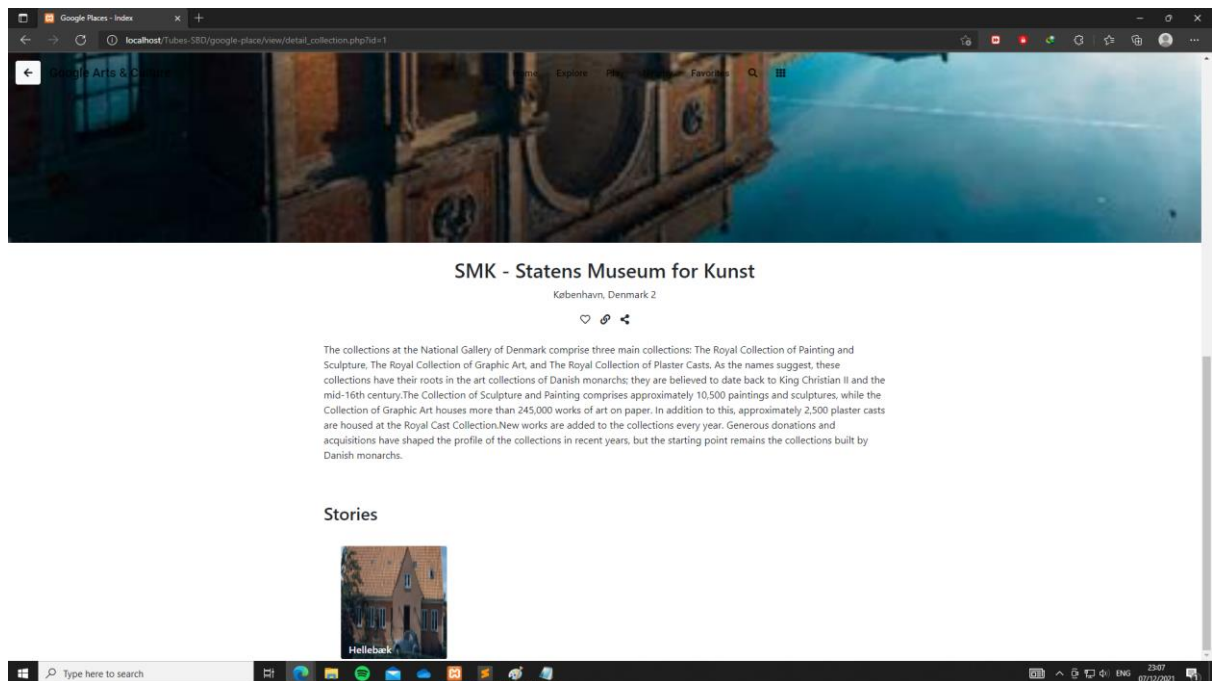 Google Places - Index
localhost/Tubes-SBD/google-place/view/detail_collection.php?id=1
Google Arts & Culture Home Explore Favorites
SMK - Statens Museum for Kunst
København, Denmark 2
The collections at the National Gallery of Denmark comprise three main collections: The Royal Collection of Painting and
Sculpture, The Royal Collection of Graphic Art, and The Royal Collection of Plaster Casts. As the names suggest, these
collections have their roots in the art collections of Danish monarchs; they are believed to date back to King Christian II and the
mid-16th century.The Collection of Sculpture and Painting comprises approximately 10,500 paintings and sculptures, while the
Collection of Graphic Art houses more than 245,000 works of art on paper. In addition to this, approximately 2,500 plaster casts
are housed at the Royal Cast Collection.New works are added to the collections every year. Generous donations and
acquisitions have shaped the profile of the collections in recent years, but the starting point remains the collections built by
Danish monarchs.
Stories
Hellebæk
Type here to search
ENG
23:07
07/12/2021